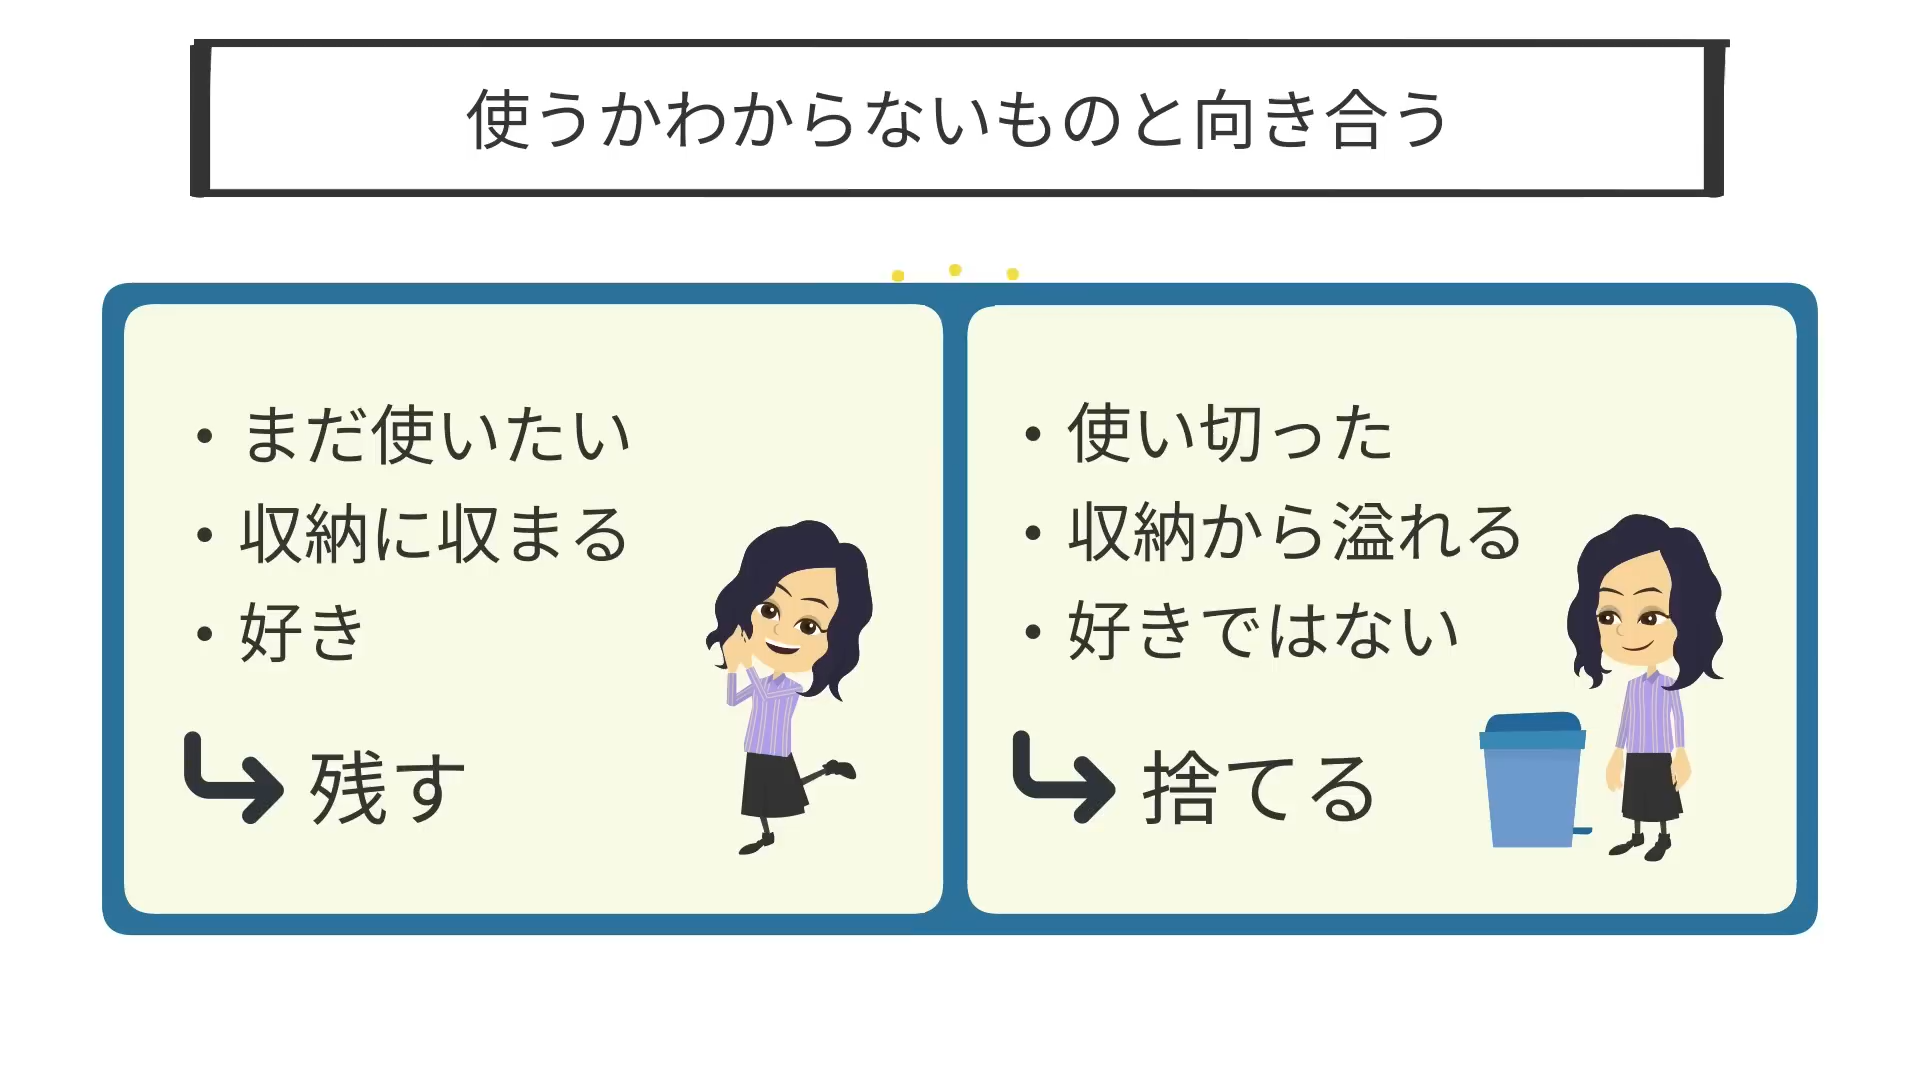 使うかわからないものと向き合う
・まだ使いたい
・収納に収まる
・好き
残す
・使い切った
・収納から溢れる
・好きではない
捨てる